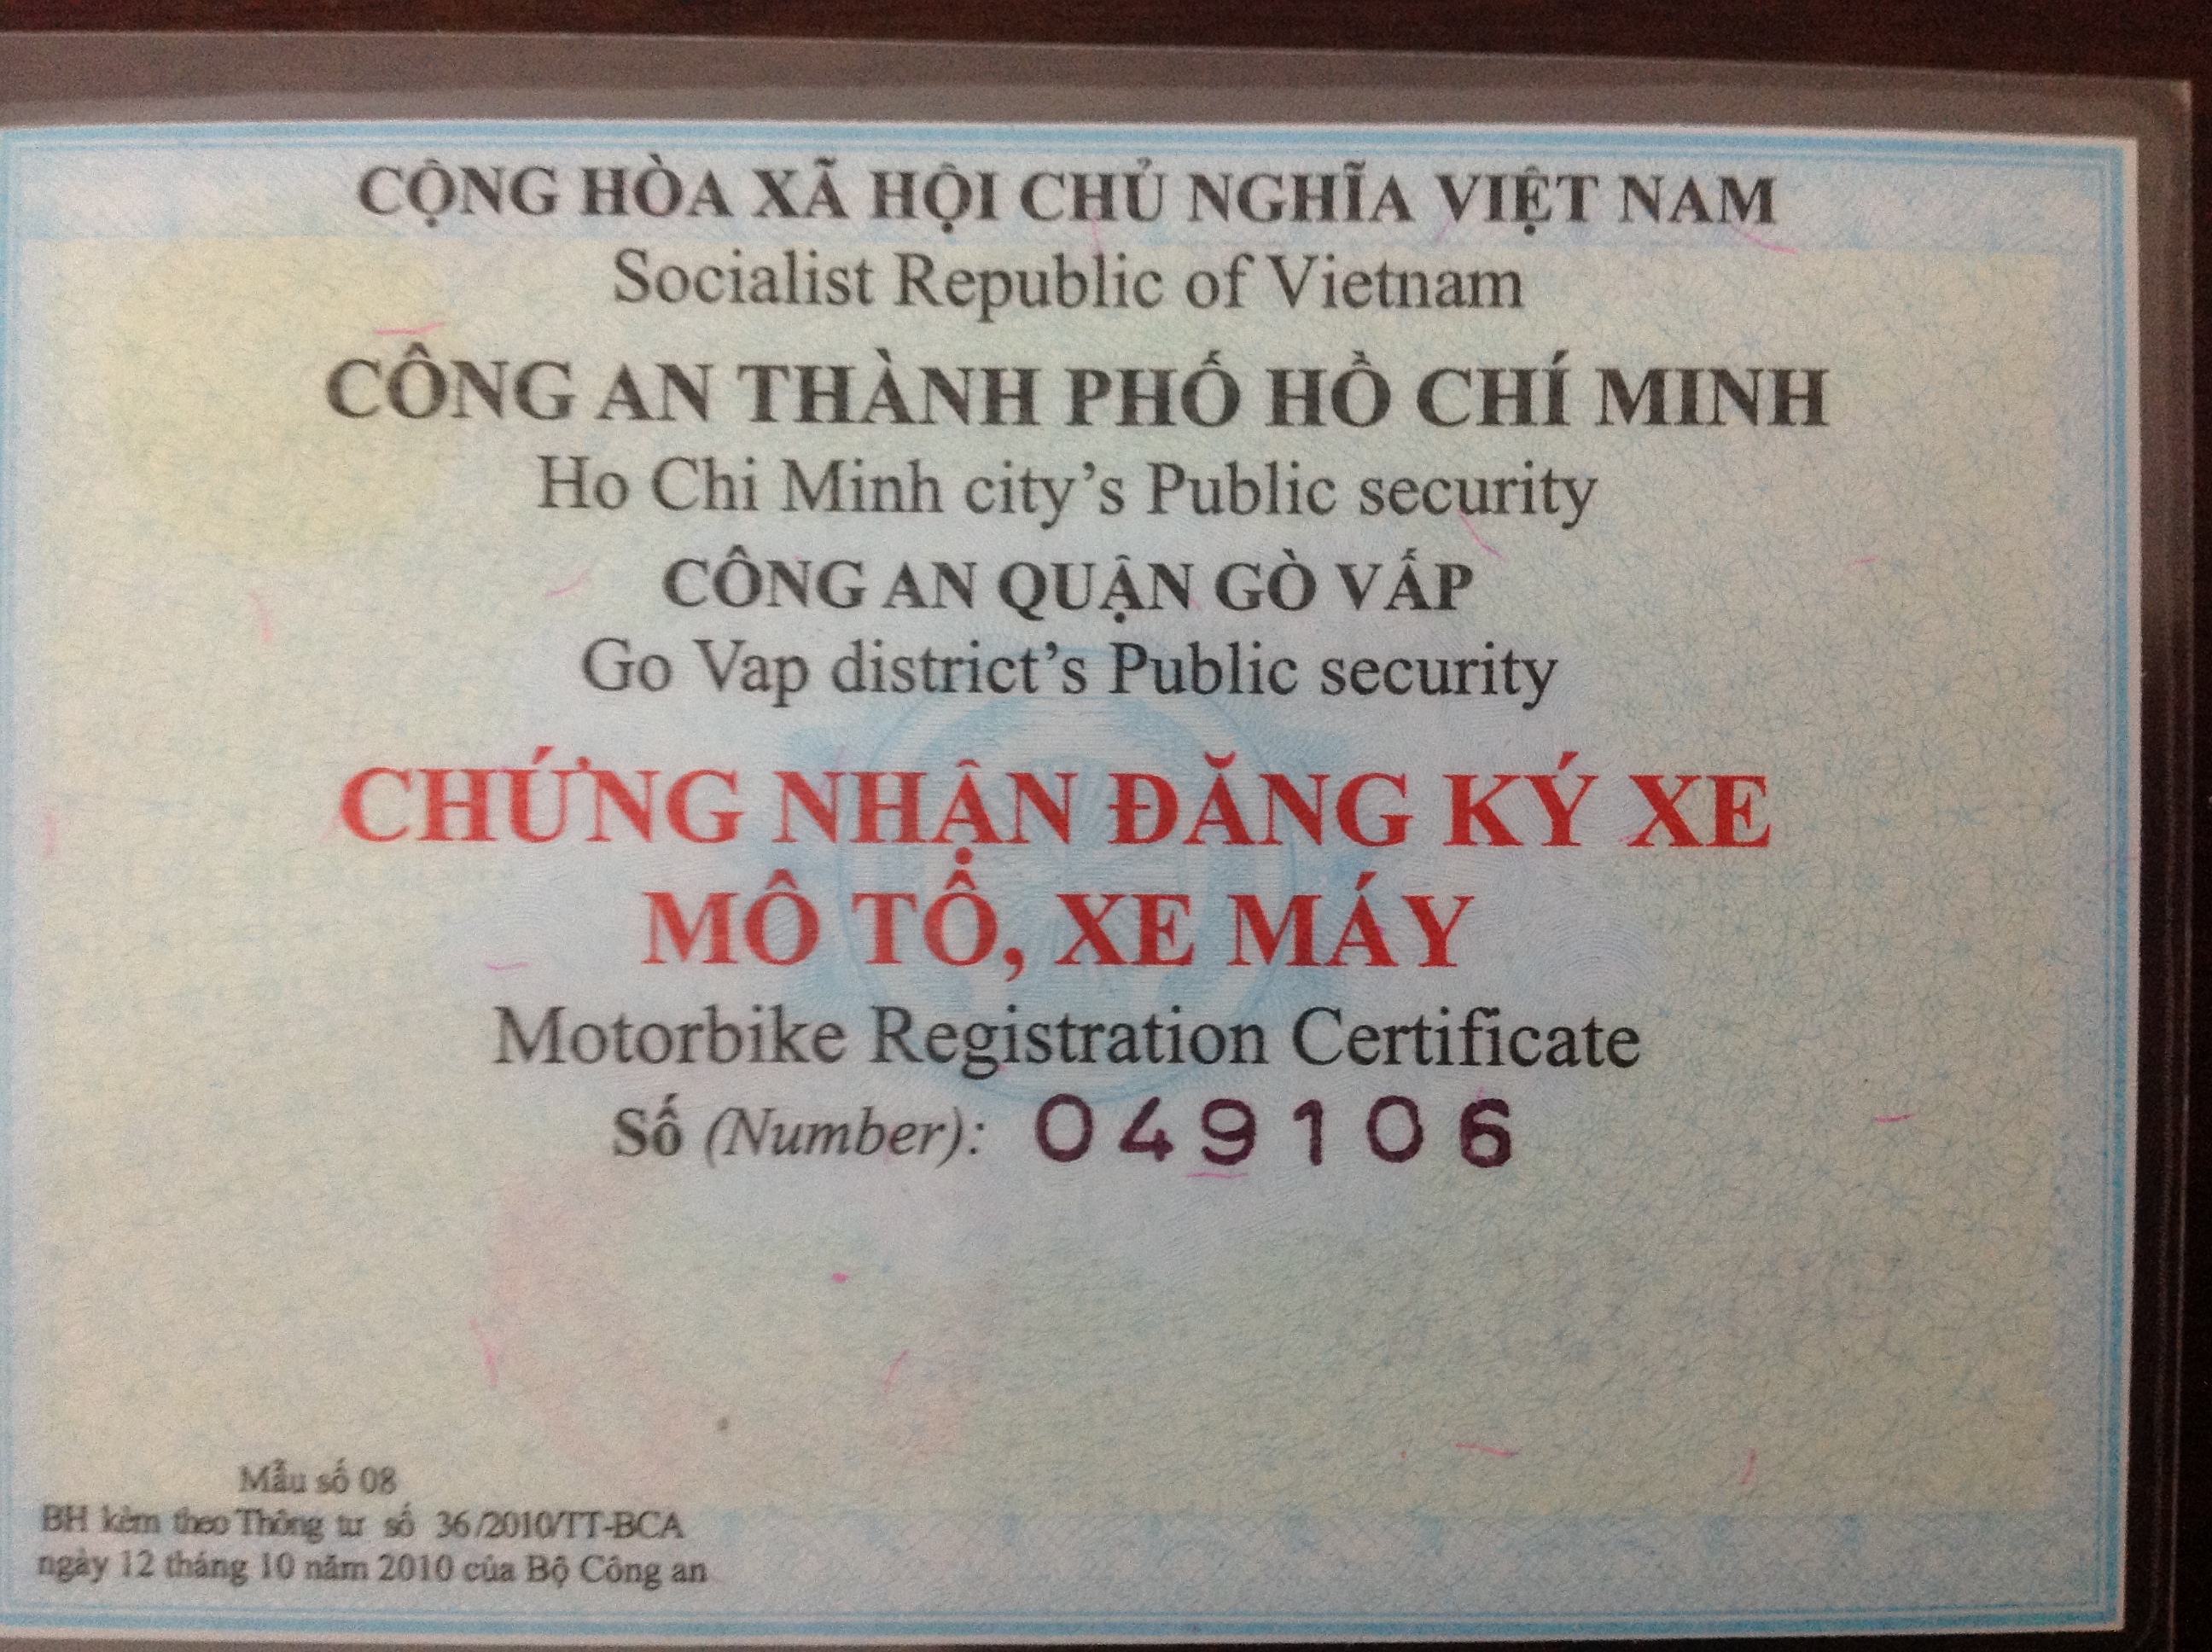 CỘNG HÒA XÃ HỘI CHỦ NGHĨA VIỆT NAM
Socialist Republic of Vietnam
CÔNG AN THÀNH PHỐ HỒ CHÍ MINH
Ho Chi Minh city’s Public security
CÔNG AN QUẬN GÒ VẤP
Go Vap district’s Public security
CHỨNG NHẬN ĐĂNG KÝ XE
MÔ TÔ, XE MÁY
Motorbike Registration Certificate
Số (Number): 049106
Mẫu số 08
BH kèm theo Thông tư số 36/2010/TT-BCA
ngày 12 tháng 10 năm 2010 của Bộ Công an